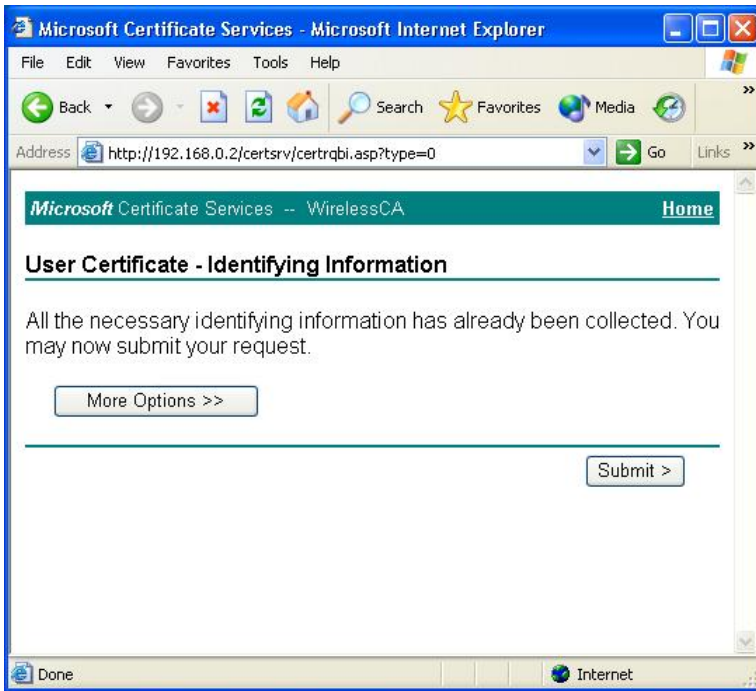 Microsoft Certificate Services - Microsoft Internet Explorer
File Edit View Favorites Tools Help
Back Search Favorites Media »
Address http://192.168.0.2/certsrv/certrqbi.asp?type=0 Go Links »
Microsoft Certificate Services -- WirelessCA Home
User Certificate - Identifying Information
All the necessary identifying information has already been collected. You
may now submit your request.
More Options >>
Submit >
Done Internet